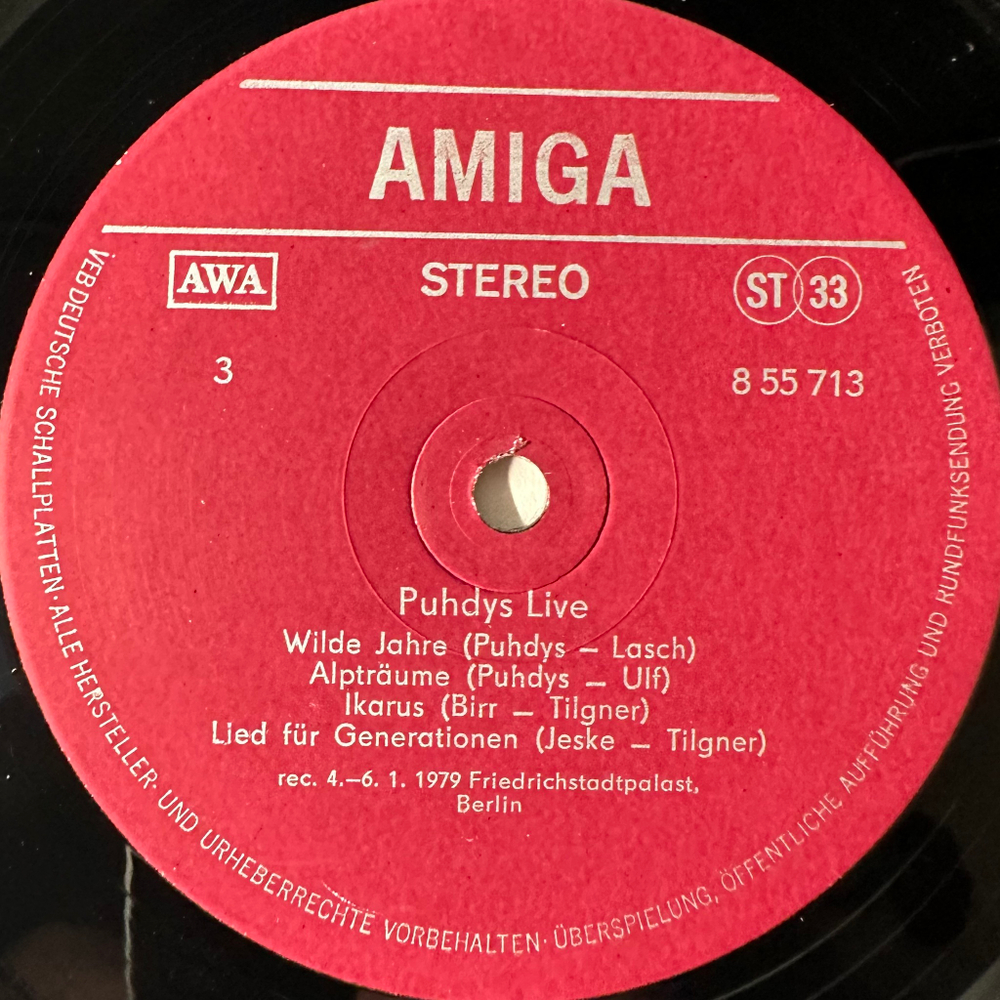 AMIGA
AWA
STEREO
ST 33
3
8 55 713
Puhdys Live
Wilde Jahre (Puhdys – Lasch)
Alpträume (Puhdys – Ulf)
Ikarus (Birr – Tilgner)
Lied für Generationen (Jeske – Tilgner)
rec. 4.–6. 1. 1979 Friedrichstadtpalast,
Berlin
VEB DEUTSCHE SCHALLPLATTEN · ALLE HERSTELLER- UND URHEBERRECHTE VORBEHALTEN · ÜBERSPIELUNG, ÖFFENTLICHE AUFFÜHRUNG UND RUNDFUNKSENDUNG VERBOTEN